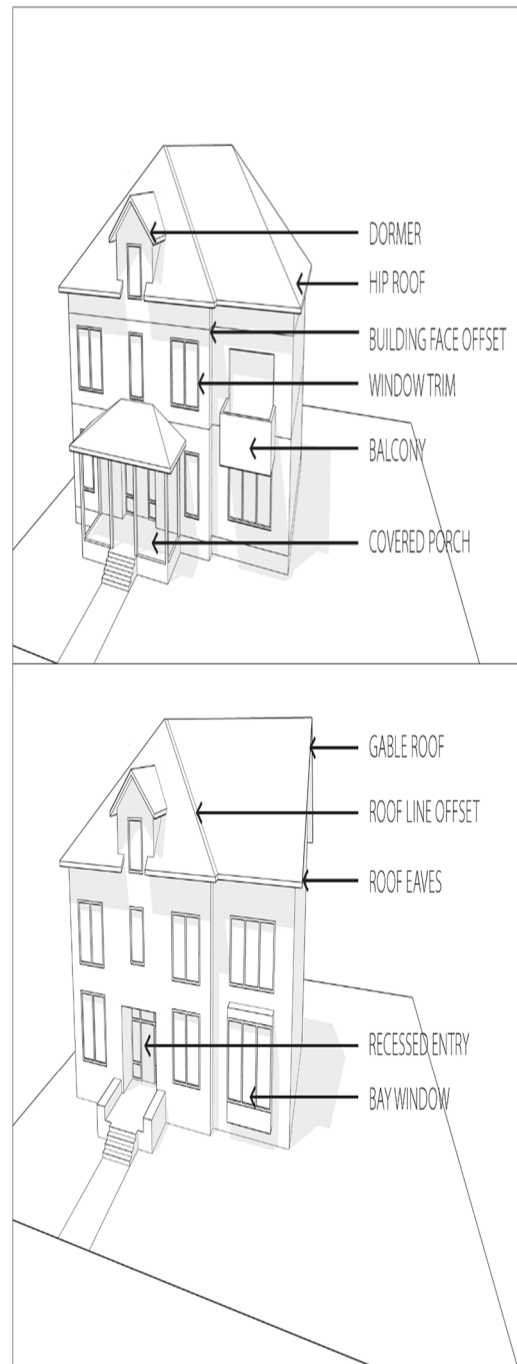 DORMER
HIP ROOF
BUILDING FACE OFFSET
WINDOW TRIM
BALCONY
COVERED PORCH
GABLE ROOF
ROOF LINE OFFSET
ROOF EAVES
RECESSED ENTRY
BAY WINDOW